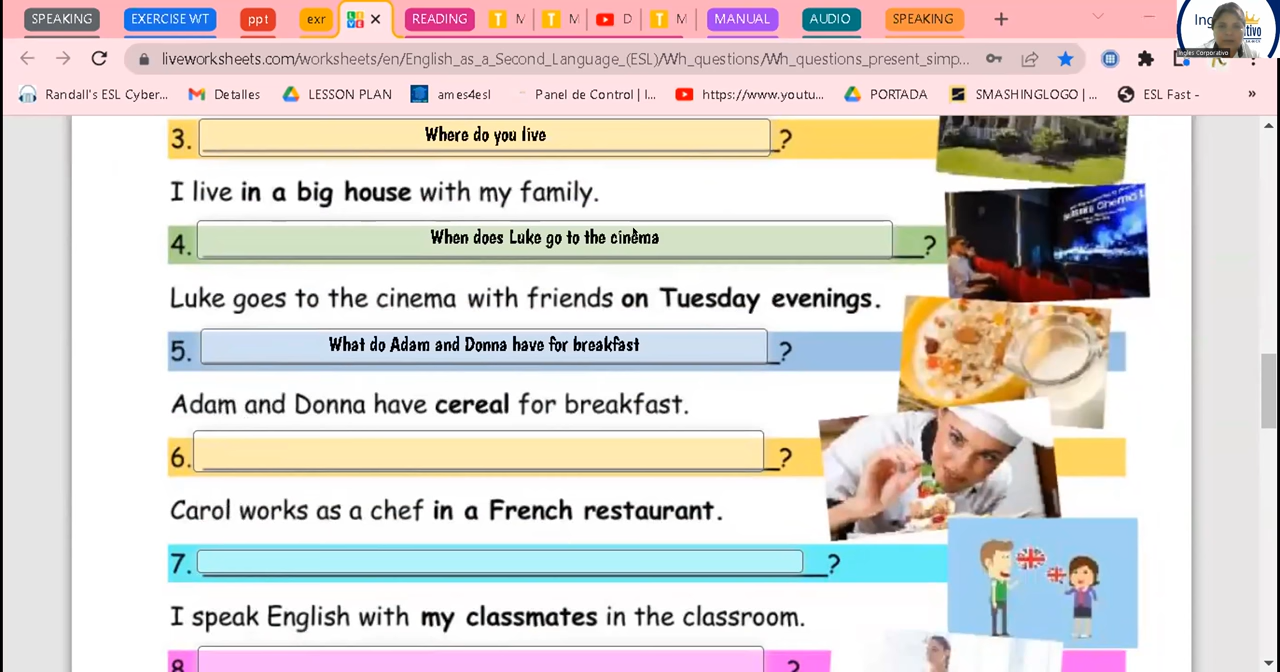 SPEAKING EXERCISE WT ppt exr READING M M D M MANUAL AUDIO SPEAKING
liveworksheets.com/worksheets/en/English_as_a_Second_Language_(ESL)/Wh_questions/Wh_questions_present_simp...
Randall's ESL Cyber... Detalles LESSON PLAN ames4esl Panel de Control | I... https://www.youtu... PORTADA SMASHINGLOGO | ... ESL Fast - »
Ingles Corporativo
3. Where do you live ?
I live in a big house with my family.
4. When does Luke go to the cinema ?
Luke goes to the cinema with friends on Tuesday evenings.
5. What do Adam and Donna have for breakfast ?
Adam and Donna have cereal for breakfast.
6. ?
Carol works as a chef in a French restaurant.
7. ?
I speak English with my classmates in the classroom.
8 ?